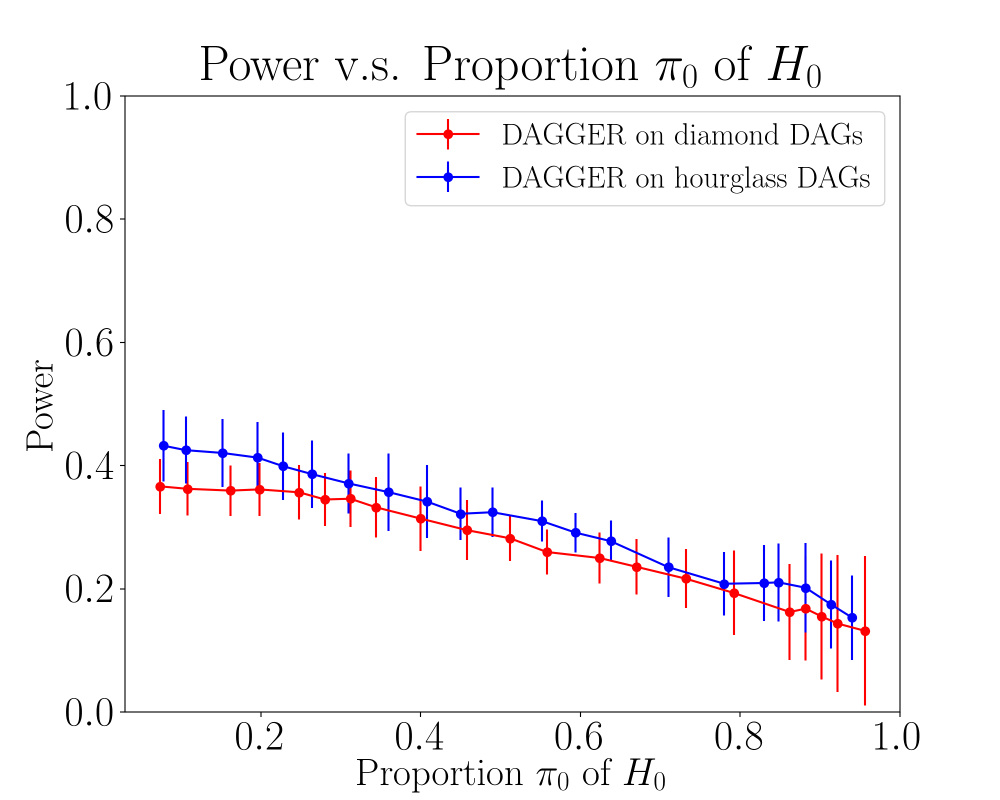 Power v.s. Proportion π₀ of H₀
DAGGER on diamond DAGs
DAGGER on hourglass DAGs
1.0
0.8
0.6
0.4
0.2
0.0
Power
0.2 0.4 0.6 0.8 1.0
Proportion π₀ of H₀